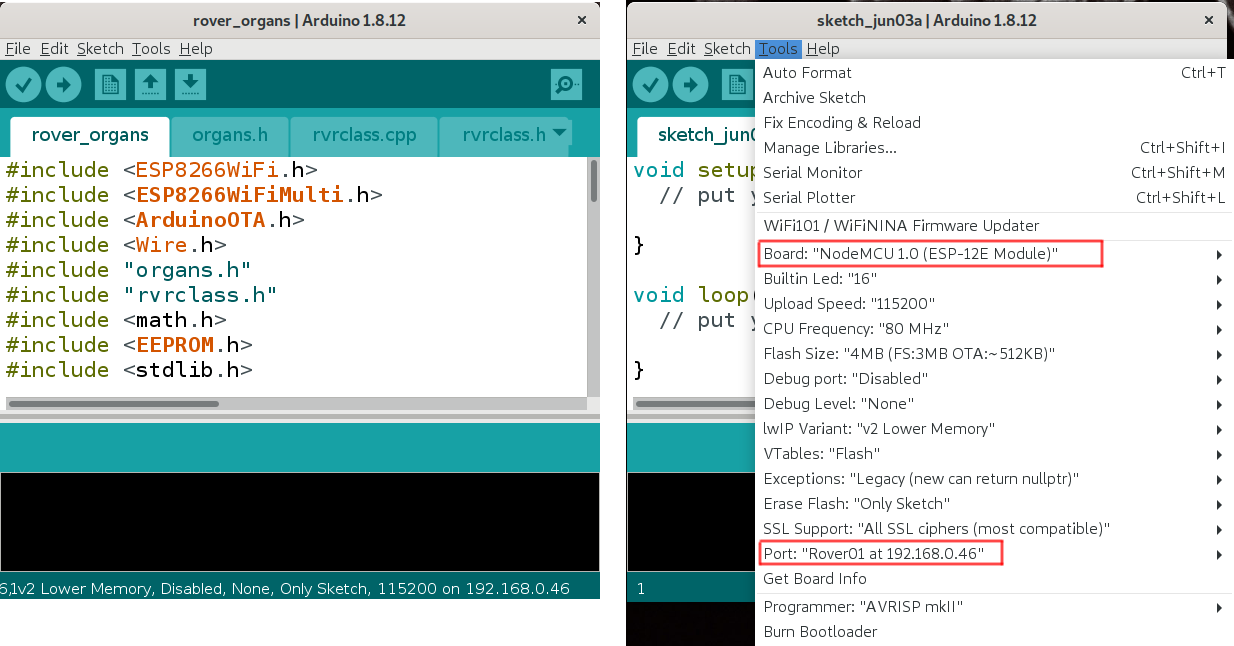 rover_organs | Arduino 1.8.12
File Edit Sketch Tools Help
rover_organs organs.h rvrclass.cpp rvrclass.h
#include <ESP8266WiFi.h>
#include <ESP8266WiFiMulti.h>
#include <ArduinoOTA.h>
#include <Wire.h>
#include "organs.h"
#include "rvrclass.h"
#include <math.h>
#include <EEPROM.h>
#include <stdlib.h>
6,1v2 Lower Memory, Disabled, None, Only Sketch, 115200 on 192.168.0.46
sketch_jun03a | Arduino 1.8.12
File Edit Sketch Tools Help
sketch_jun0
void setup
// put y
}
void loop(
// put y
}
1
Auto Format Ctrl+T
Archive Sketch
Fix Encoding & Reload
Manage Libraries... Ctrl+Shift+I
Serial Monitor Ctrl+Shift+M
Serial Plotter Ctrl+Shift+L
WiFi101 / WiFiNINA Firmware Updater
Board: "NodeMCU 1.0 (ESP-12E Module)"
Builtin Led: "16"
Upload Speed: "115200"
CPU Frequency: "80 MHz"
Flash Size: "4MB (FS:3MB OTA:~512KB)"
Debug port: "Disabled"
Debug Level: "None"
lwIP Variant: "v2 Lower Memory"
VTables: "Flash"
Exceptions: "Legacy (new can return nullptr)"
Erase Flash: "Only Sketch"
SSL Support: "All SSL ciphers (most compatible)"
Port: "Rover01 at 192.168.0.46"
Get Board Info
Programmer: "AVRISP mkII"
Burn Bootloader